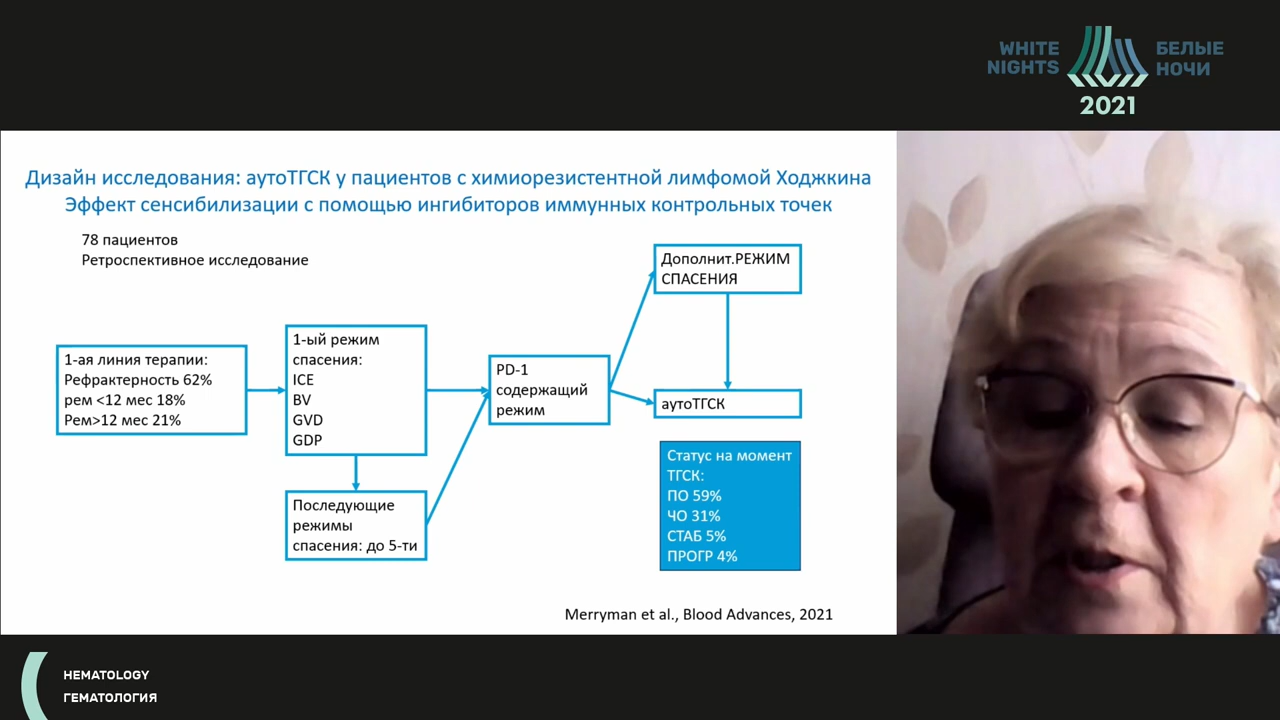 WHITE
NIGHTS
БЕЛЫЕ
НОЧИ
2021
Дизайн исследования: аутоТГСК у пациентов с химиорезистентной лимфомой Ходжкина
Эффект сенсибилизации с помощью ингибиторов иммунных контрольных точек
78 пациентов
Ретроспективное исследование
1-ая линия терапии:
Рефрактерность 62%
рем <12 мес 18%
Рем>12 мес 21%
1-ый режим
спасения:
ICE
BV
GVD
GDP
Последующие
режимы
спасения: до 5-ти
PD-1
содержащий
режим
Дополнит.РЕЖИМ
СПАСЕНИЯ
аутоТГСК
Статус на момент
ТГСК:
ПО 59%
ЧО 31%
СТАБ 5%
ПРОГР 4%
Merryman et al., Blood Advances, 2021
HEMATOLOGY
ГЕМАТОЛОГИЯ